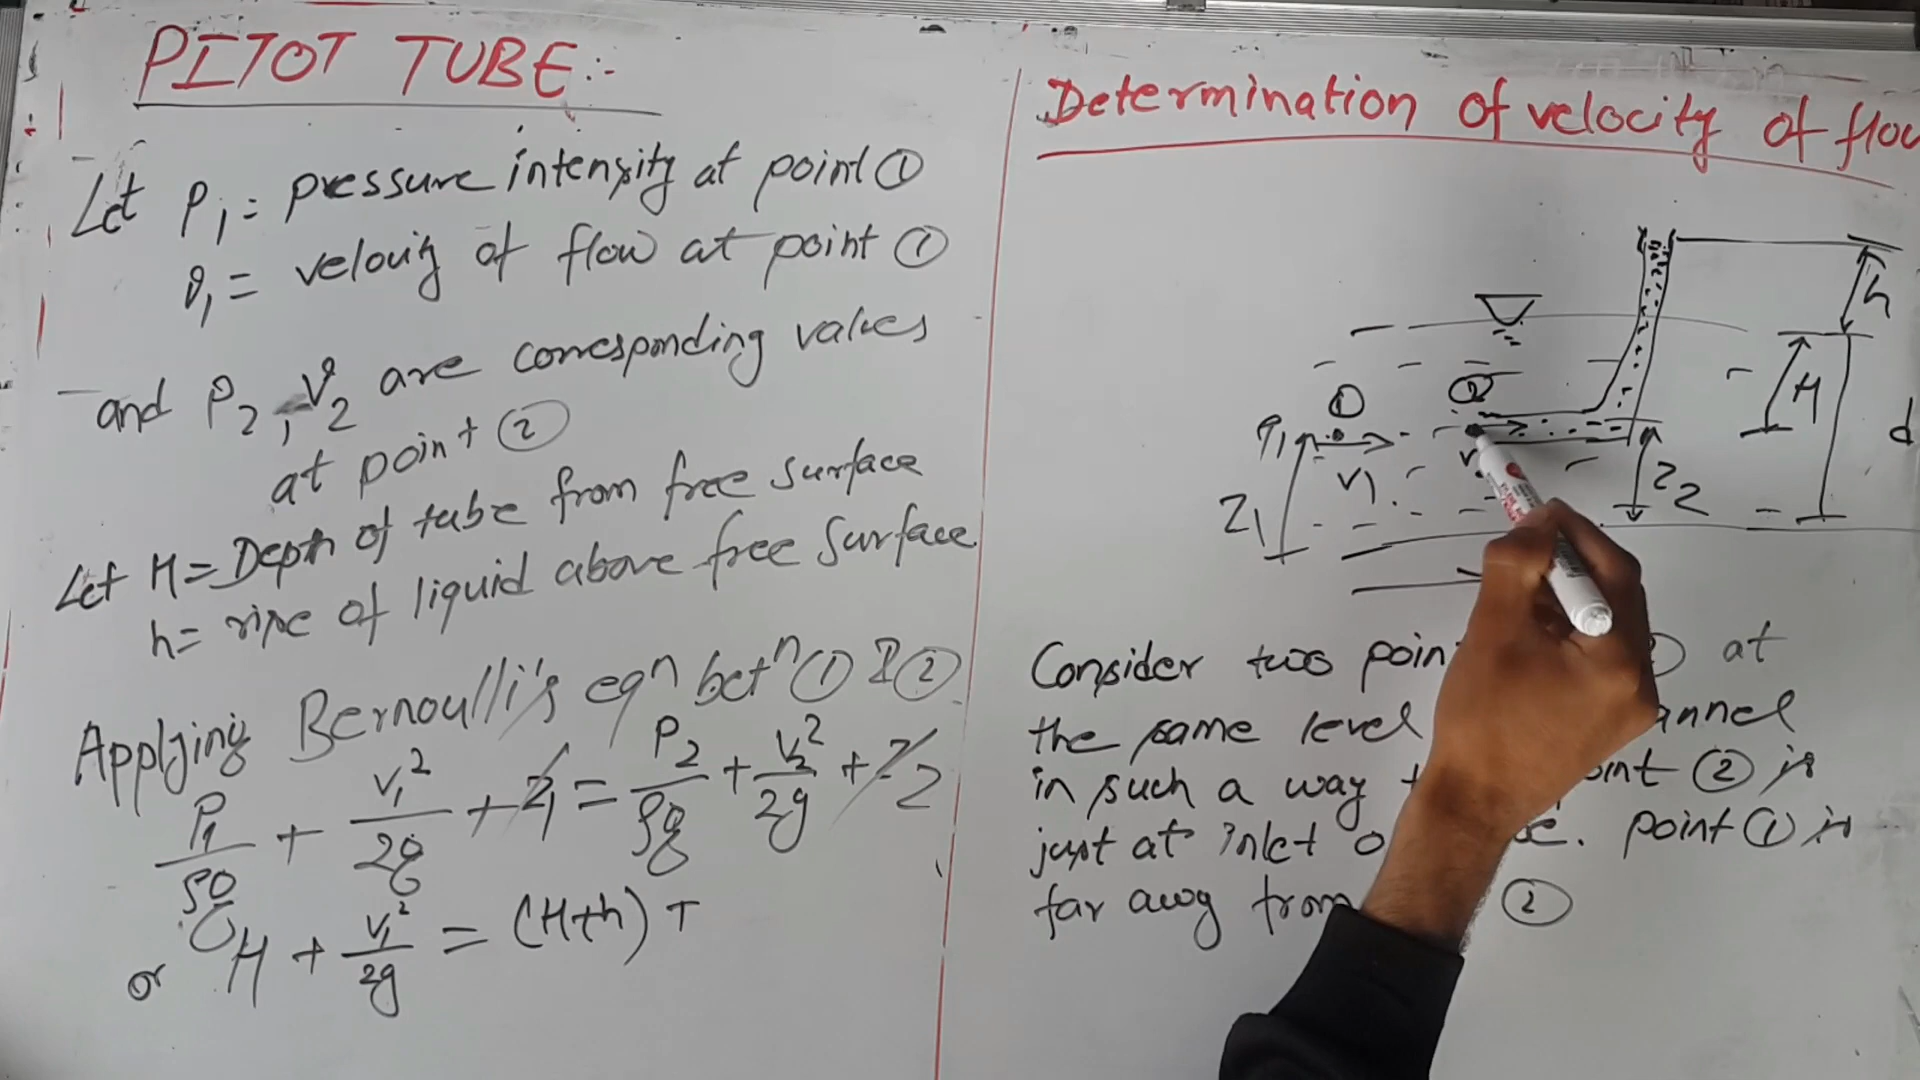 PITOT TUBE:-
Let P₁ = pressure intensity at point ①
v₁ = velocity of flow at point ①
and P₂, V₂ are corresponding values
at point ②
Let H = Depth of tube from free surface
h = rise of liquid above free surface
Applying Bernoulli's eqⁿ betⁿ ① & ②
P₁/ρg + v₁²/2g + Z₁ = P₂/ρg + v₂²/2g + Z₂
or H + v₁²/2g = (H+h) +
Determination of velocity of flow
h
① ② H
P₁ d
V₁ V
Z₁ Z₂
Consider two poin ② at
the same level annel
in such a way oint ② is
just at inlet o point ① is
far away from ②